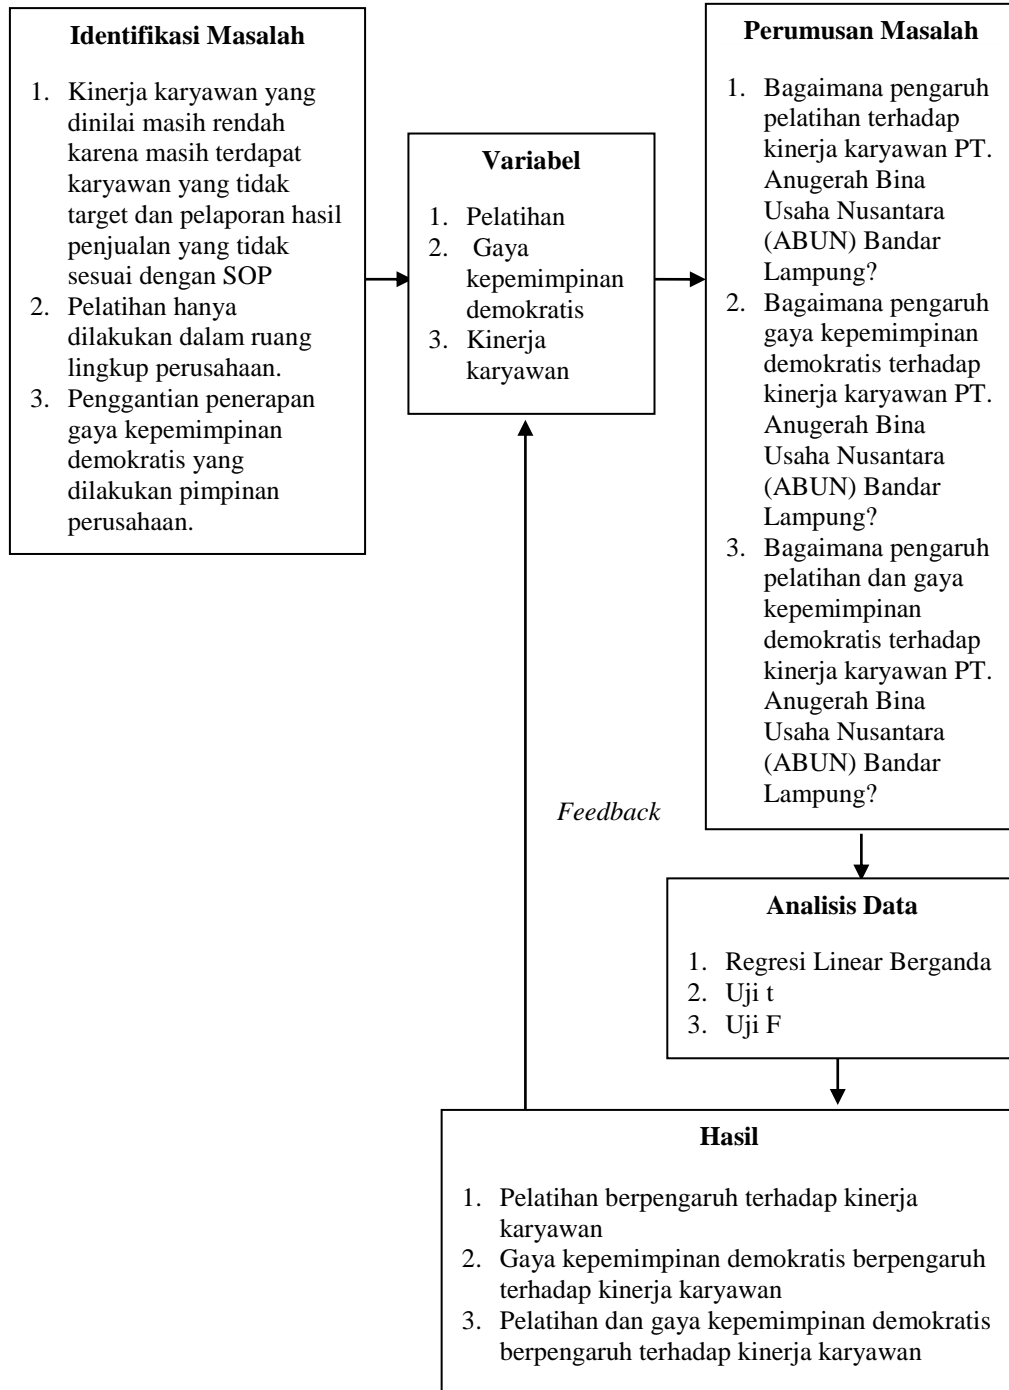 Identifikasi Masalah
1. Kinerja karyawan yang
dinilai masih rendah
karena masih terdapat
karyawan yang tidak
target dan pelaporan hasil
penjualan yang tidak
sesuai dengan SOP
2. Pelatihan hanya
dilakukan dalam ruang
lingkup perusahaan.
3. Penggantian penerapan
gaya kepemimpinan
demokratis yang
dilakukan pimpinan
perusahaan.
Variabel
1. Pelatihan
2. Gaya
kepemimpinan
demokratis
3. Kinerja
karyawan
Perumusan Masalah
1. Bagaimana pengaruh
pelatihan terhadap
kinerja karyawan PT.
Anugerah Bina
Usaha Nusantara
(ABUN) Bandar
Lampung?
2. Bagaimana pengaruh
gaya kepemimpinan
demokratis terhadap
kinerja karyawan PT.
Anugerah Bina
Usaha Nusantara
(ABUN) Bandar
Lampung?
3. Bagaimana pengaruh
pelatihan dan gaya
kepemimpinan
demokratis terhadap
kinerja karyawan PT.
Anugerah Bina
Usaha Nusantara
(ABUN) Bandar
Lampung?
Feedback
Analisis Data
1. Regresi Linear Berganda
2. Uji t
3. Uji F
Hasil
1. Pelatihan berpengaruh terhadap kinerja
karyawan
2. Gaya kepemimpinan demokratis berpengaruh
terhadap kinerja karyawan
3. Pelatihan dan gaya kepemimpinan demokratis
berpengaruh terhadap kinerja karyawan